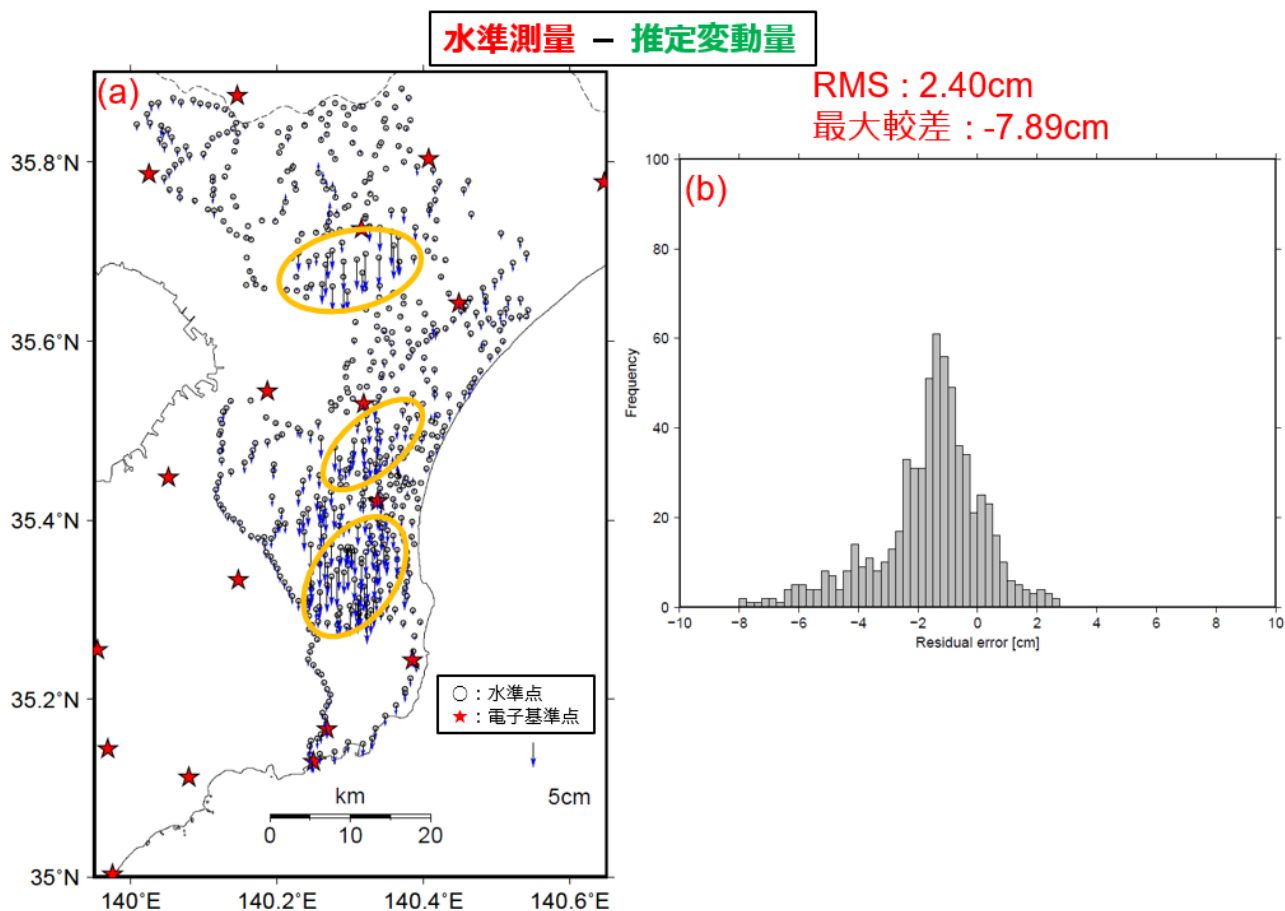 水準測量 – 推定変動量
(a)
RMS : 2.40cm
最大較差 : -7.89cm
35.8˚N
35.6˚N
35.4˚N
35.2˚N
35˚N
140˚E
140.2˚E
140.4˚E
140.6˚E
○ : 水準点
★ : 電子基準点
km
0 10 20
5cm
(b)
Frequency
100
80
60
40
20
0
−10 −8 −6 −4 −2 0 2 4 6 8 10
Residual error [cm]